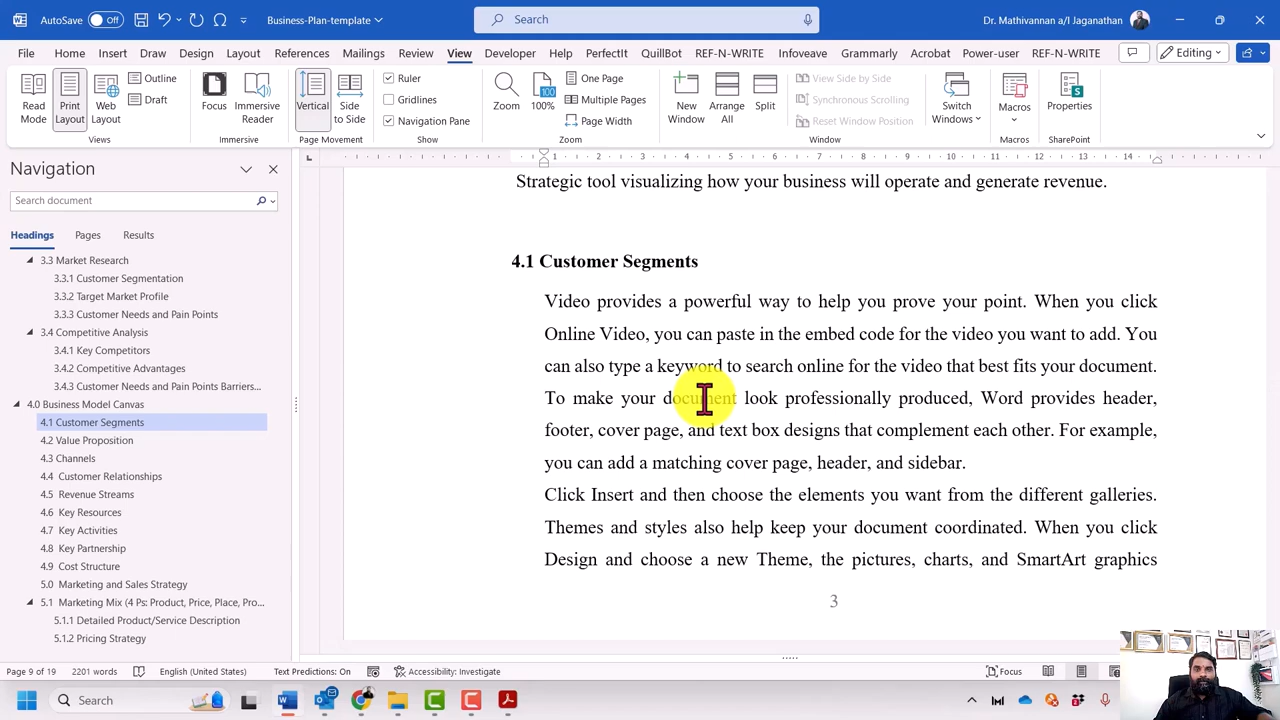 AutoSave Off Business-Plan-template Search Dr. Mathivannan a/l Jaganathan
File Home Insert Draw Design Layout References Mailings Review View Developer Help PerfectIt QuillBot REF-N-WRITE Infoveave Grammarly Acrobat Power-user REF-N-WRITE Editing
Read Mode
Print Layout
Web Layout
Outline
Draft
Views
Focus
Immersive Reader
Immersive
Vertical
Side to Side
Page Movement
Ruler
Gridlines
Navigation Pane
Show
Zoom
100%
One Page
Multiple Pages
Page Width
Zoom
New Window
Arrange All
Split
View Side by Side
Synchronous Scrolling
Reset Window Position
Window
Switch Windows
Macros
Macros
Properties
SharePoint
Navigation
Search document
Headings Pages Results
3.3 Market Research
3.3.1 Customer Segmentation
3.3.2 Target Market Profile
3.3.3 Customer Needs and Pain Points
3.4 Competitive Analysis
3.4.1 Key Competitors
3.4.2 Competitive Advantages
3.4.3 Customer Needs and Pain Points Barriers...
4.0 Business Model Canvas
4.1 Customer Segments
4.2 Value Proposition
4.3 Channels
4.4 Customer Relationships
4.5 Revenue Streams
4.6 Key Resources
4.7 Key Activities
4.8 Key Partnership
4.9 Cost Structure
5.0 Marketing and Sales Strategy
5.1 Marketing Mix (4 Ps: Product, Price, Place, Pro...
5.1.1 Detailed Product/Service Description
5.1.2 Pricing Strategy
1 2 3 4 5 6 7 8 9 10 11 12 13 14
Strategic tool visualizing how your business will operate and generate revenue.
4.1 Customer Segments
Video provides a powerful way to help you prove your point. When you click
Online Video, you can paste in the embed code for the video you want to add. You
can also type a keyword to search online for the video that best fits your document.
To make your document look professionally produced, Word provides header,
footer, cover page, and text box designs that complement each other. For example,
you can add a matching cover page, header, and sidebar.
Click Insert and then choose the elements you want from the different galleries.
Themes and styles also help keep your document coordinated. When you click
Design and choose a new Theme, the pictures, charts, and SmartArt graphics
3
Page 9 of 19 2201 words English (United States) Text Predictions: On Accessibility: Investigate Focus
Search